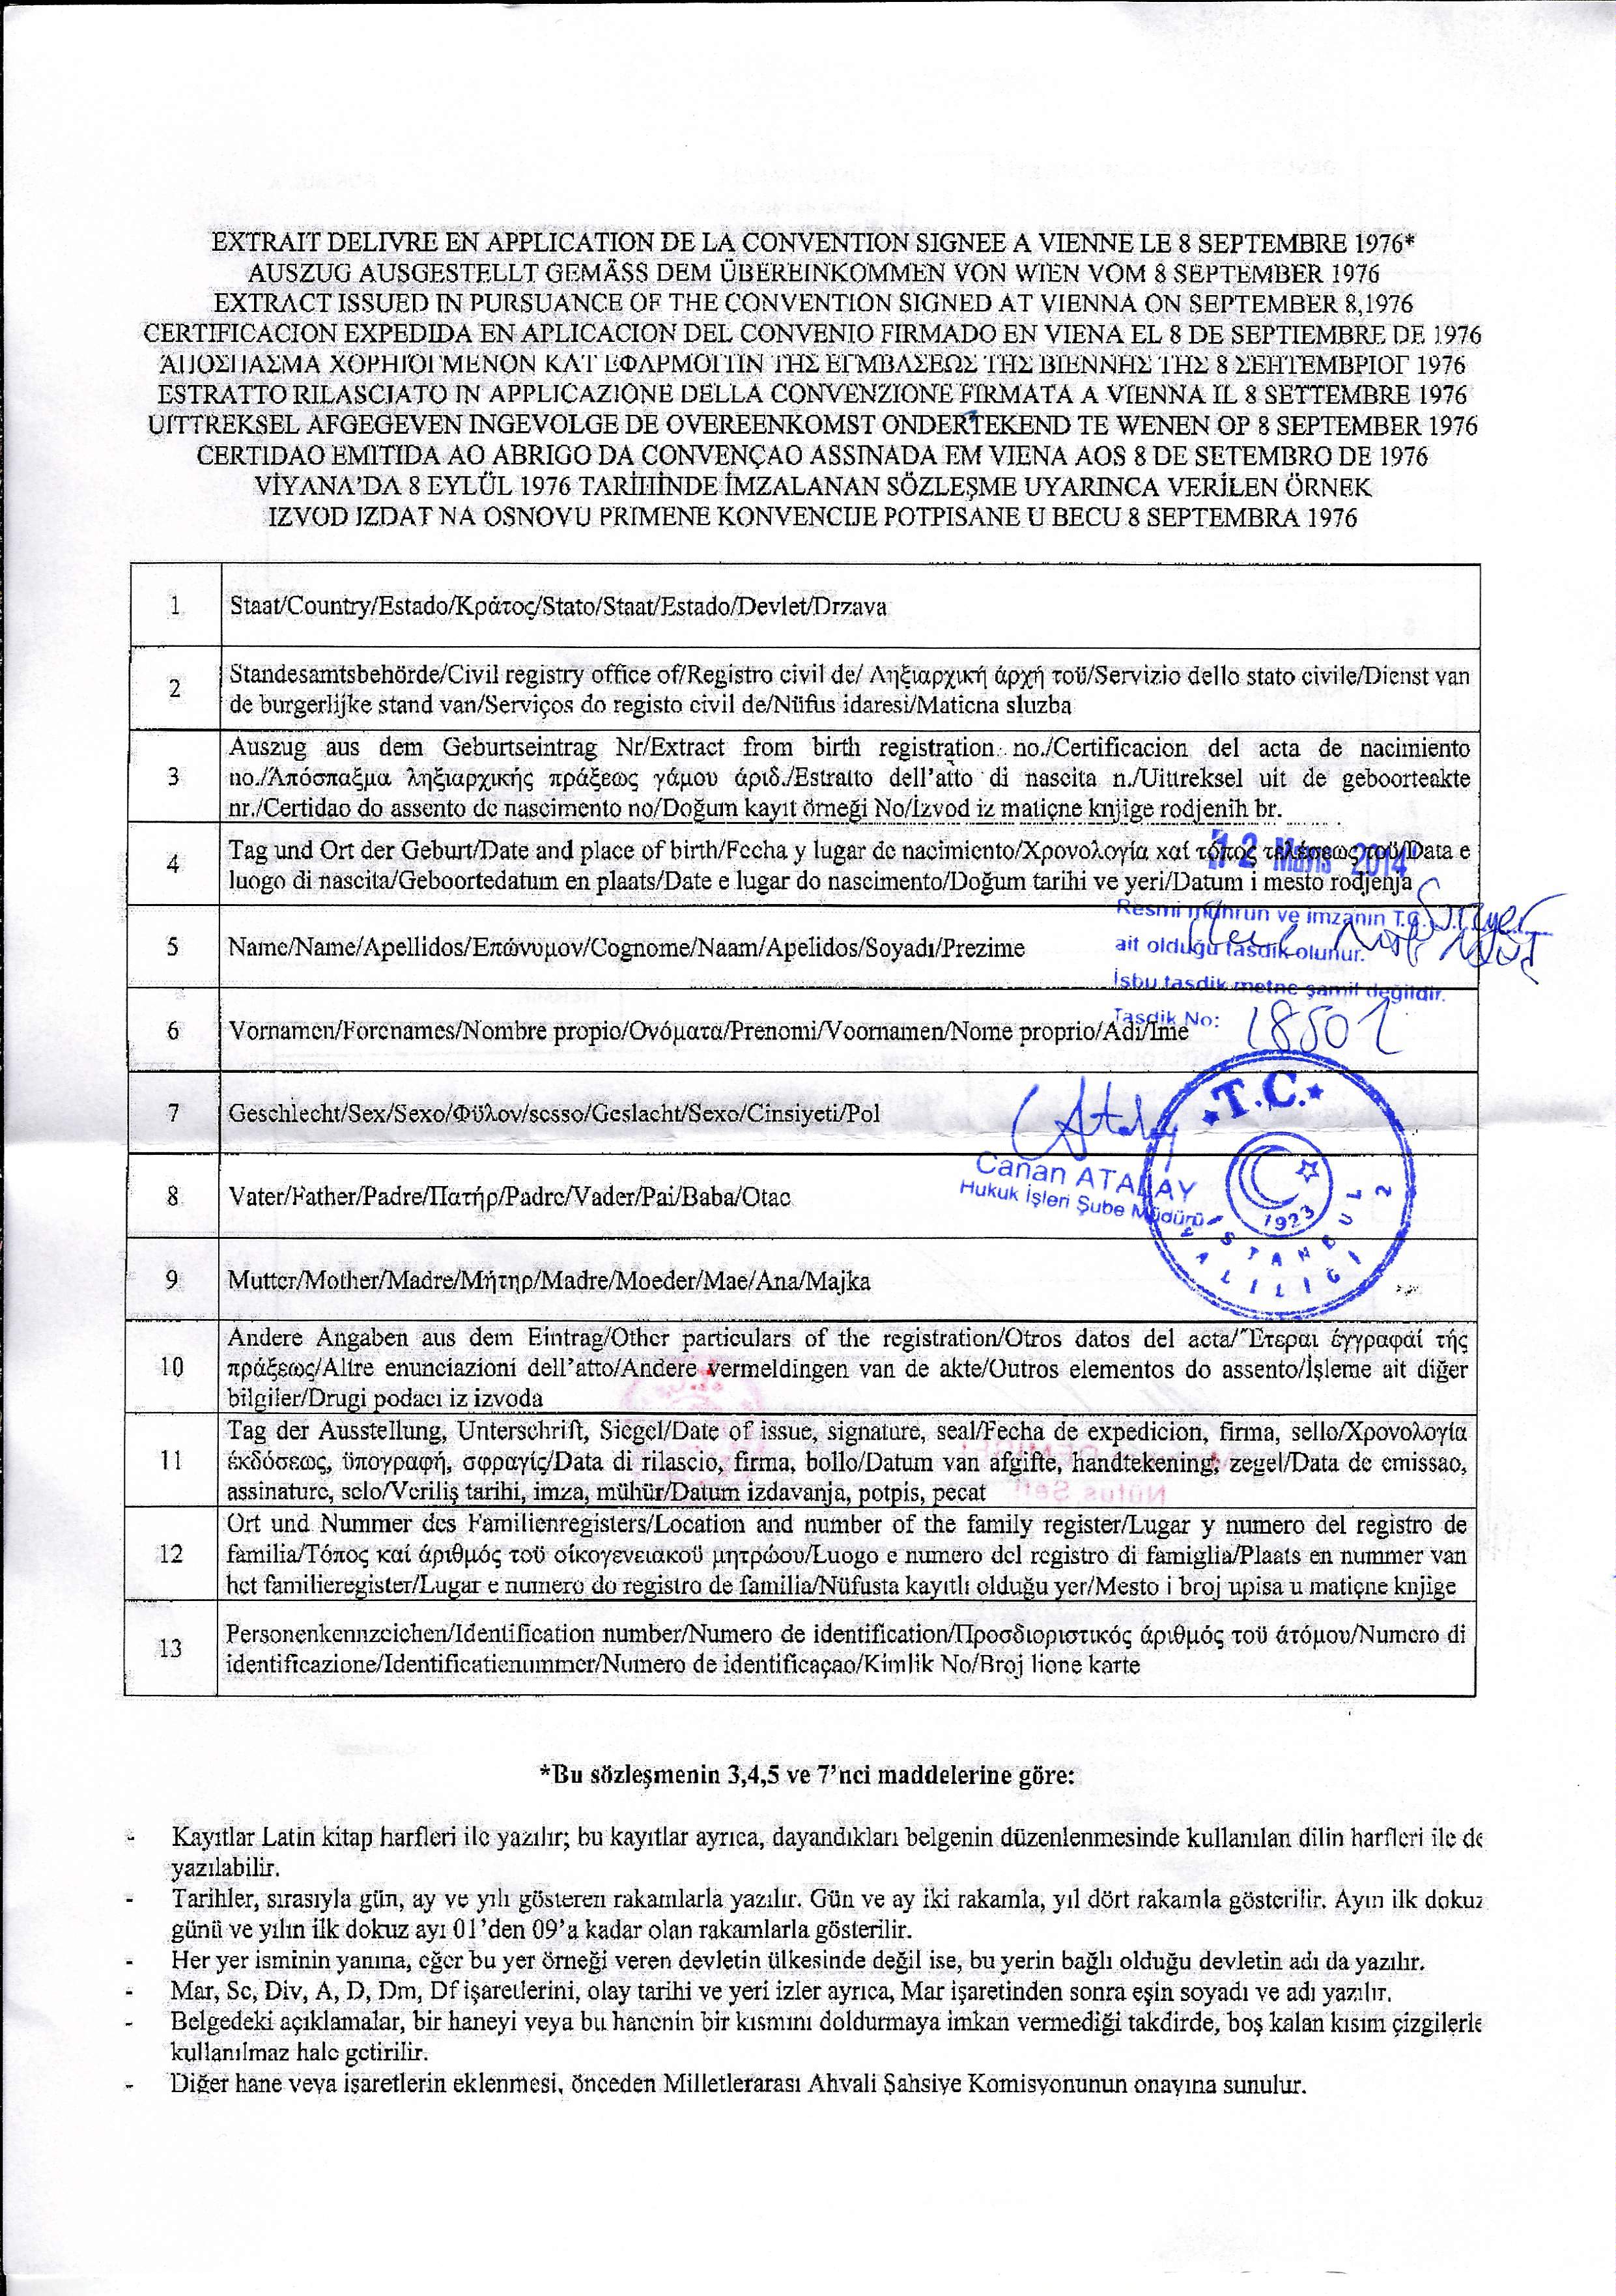 EXTRAIT DELIVRE EN APPLICATION DE LA CONVENTION SIGNEE A VIENNE LE 8 SEPTEMBRE 1976*
AUSZUG AUSGESTELLT GEMÄSS DEM ÜBEREINKOMMEN VON WIEN VOM 8 SEPTEMBER 1976
EXTRACT ISSUED IN PURSUANCE OF THE CONVENTION SIGNED AT VIENNA ON SEPTEMBER 8,1976
CERTIFICACION EXPEDIDA EN APLICACION DEL CONVENIO FIRMADO EN VIENA EL 8 DE SEPTIEMBRE DE 1976
ΑΠΟΣΠΑΣΜΑ ΧΟΡΗΓΟΓΜΕΝΟΝ ΚΑΤ ΕΦΑΡΜΟΓΗΝ ΤΗΣ ΕΓΜΒΑΣΕΩΣ ΤΗΣ ΒΙΕΝΝΗΣ ΤΗΣ 8 ΣΕΠΤΕΜΒΡΙΟΓ 1976
ESTRATTO RILASCIATO IN APPLICAZIONE DELLA CONVENZIONE FIRMATA A VIENNA IL 8 SETTEMBRE 1976
UITTREKSEL AFGEGEVEN INGEVOLGE DE OVEREENKOMST ONDERTEKEND TE WENEN OP 8 SEPTEMBER 1976
CERTIDAO EMITIDA AO ABRIGO DA CONVENÇAO ASSINADA EM VIENA AOS 8 DE SETEMBRO DE 1976
VİYANA'DA 8 EYLÜL 1976 TARİHİNDE İMZALANAN SÖZLEŞME UYARINCA VERİLEN ÖRNEK
IZVOD IZDAT NA OSNOVU PRIMENE KONVENCIJE POTPISANE U BECU 8 SEPTEMBRA 1976
1 Staat/Country/Estado/Κράτος/Stato/Staat/Estado/Devlet/Drzava
2 Standesamtsbehörde/Civil registry office of/Registro civil de/ Ληξιαρχική άρχή τοϋ/Servizio dello stato civile/Dienst van
de burgerlijke stand van/Serviços do registo civil de/Nüfus idaresi/Maticna sluzba
3 Auszug aus dem Geburtseintrag Nr/Extract from birth registration no./Certificacion del acta de nacimiento
no./Άπόσπαξμα ληξιαρχικής πράξεως γάμου άριδ./Estratto dell'atto di nascita n./Uittreksel uit de geboorteakte
nr./Certidao do assento de nascimento no/Doğum kayıt örneği No/İzvod iz matiçne knjige rodjenih br.
4 Tag und Ort der Geburt/Date and place of birth/Fecha y lugar de nacimiento/Χρονολογία χαί τόπος τελέσεως τοϋ/Data e
luogo di nascita/Geboortedatum en plaats/Date e lugar do nascimento/Doğum tarihi ve yeri/Datum i mesto rodjenja
12 Mayıs 2014
5 Name/Name/Apellidos/Επώνυμον/Cognome/Naam/Apelidos/Soyadı/Prezime
Resmi mührün ve imzanın T.C.
ait olduğu tasdik olunur.
İşbu tasdik metne şamil değildir.
6 Vornamen/Forenames/Nombre propio/Ονόματα/Prenomi/Voornamen/Nome proprio/Adı/Ime
Tasdik No: 18501
7 Geschlecht/Sex/Sexo/Φϋλον/sesso/Geslacht/Sexo/Cinsiyeti/Pol
T.C.
1923
İSTANBUL
VALİLİĞİ
2
Canan ATALAY
Hukuk İşleri Şube Müdürü
8 Vater/Father/Padre/Πατήρ/Padre/Vader/Pai/Baba/Otac
9 Mutter/Mother/Madre/Μήτηρ/Madre/Moeder/Mae/Ana/Majka
10 Andere Angaben aus dem Eintrag/Other particulars of the registration/Otros datos del acta/Έτεραι έγγραφαί τής
πράξεως/Altre enunciazioni dell'atto/Andere vermeldingen van de akte/Outros elementos do assento/İşleme ait diğer
bilgiler/Drugi podacı iz izvoda
11 Tag der Ausstellung, Unterschrift, Siegel/Date of issue, signature, seal/Fecha de expedicion, firma, sello/Χρονολογία
έκδόσεως, ϋπογραφή, σφραγίς/Data di rilascio, firma, bollo/Datum van afgifte, handtekening, zegel/Data de emissao,
assinature, selo/Veriliş tarihi, imza, mühür/Datum izdavanja, potpis, pecat
12 Ort und Nummer des Familienregisters/Location and number of the family register/Lugar y numero del registro de
familia/Τόπος καί άριθμός τοϋ οίκογενειακοϋ μητρώου/Luogo e numero del registro di famiglia/Plaats en nummer van
het familieregister/Lugar e numero do registro de familia/Nüfusta kayıtlı olduğu yer/Mesto i broj upisa u matiçne knjige
13 Personenkennzeichen/Identification number/Numero de identification/Προσδιοριστικός άριθμός τοϋ άτόμου/Numero di
identificazione/Identificatienummer/Numero de identificaçao/Kimlik No/Broj lione karte
*Bu sözleşmenin 3,4,5 ve 7'nci maddelerine göre:
- Kayıtlar Latin kitap harfleri ile yazılır; bu kayıtlar ayrıca, dayandıkları belgenin düzenlenmesinde kullanılan dilin harfleri ile de
yazılabilir.
- Tarihler, sırasıyla gün, ay ve yılı gösteren rakamlarla yazılır. Gün ve ay iki rakamla, yıl dört rakamla gösterilir. Ayın ilk dokuz
günü ve yılın ilk dokuz ayı 01'den 09'a kadar olan rakamlarla gösterilir.
- Her yer isminin yanına, eğer bu yer örneği veren devletin ülkesinde değil ise, bu yerin bağlı olduğu devletin adı da yazılır.
- Mar, Sc, Div, A, D, Dm, Df işaretlerini, olay tarihi ve yeri izler ayrıca, Mar işaretinden sonra eşin soyadı ve adı yazılır.
- Belgedeki açıklamalar, bir haneyi veya bu hanenin bir kısmını doldurmaya imkan vermediği takdirde, boş kalan kısım çizgilerle
kullanılmaz hale getirilir.
- Diğer hane veya işaretlerin eklenmesi, önceden Milletlerarası Ahvali Şahsiye Komisyonunun onayına sunulur.